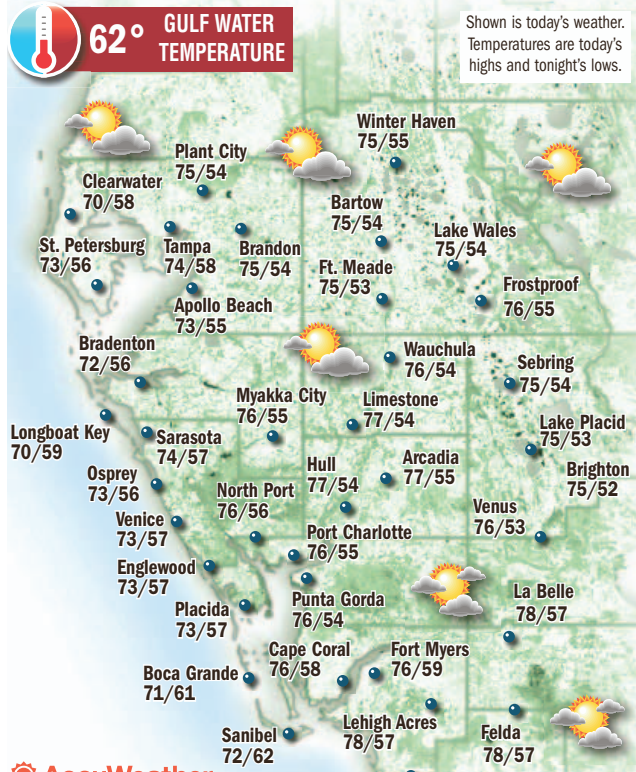 62°
GULF WATER
TEMPERATURE
Shown is today's weather.
Temperatures are today's
highs and tonight's lows.
Winter Haven
75/55
Plant City
75/54
Clearwater
70/58
Bartow
75/54
Lake Wales
75/54
St. Petersburg
73/56
Tampa
74/58
Brandon
75/54
Ft. Meade
75/53
Frostproof
76/55
Apollo Beach
73/55
Bradenton
72/56
Wauchula
76/54
Sebring
75/54
Myakka City
76/55
Limestone
77/54
Longboat Key
70/59
Sarasota
74/57
Lake Placid
75/53
Osprey
73/56
Hull
77/54
Arcadia
77/55
Brighton
75/52
North Port
76/56
Venus
76/53
Venice
73/57
Port Charlotte
76/55
Englewood
73/57
Punta Gorda
76/54
La Belle
78/57
Placida
73/57
Cape Coral
76/58
Fort Myers
76/59
Boca Grande
71/61
Lehigh Acres
78/57
Felda
78/57
Sanibel
72/62
AccuWeather